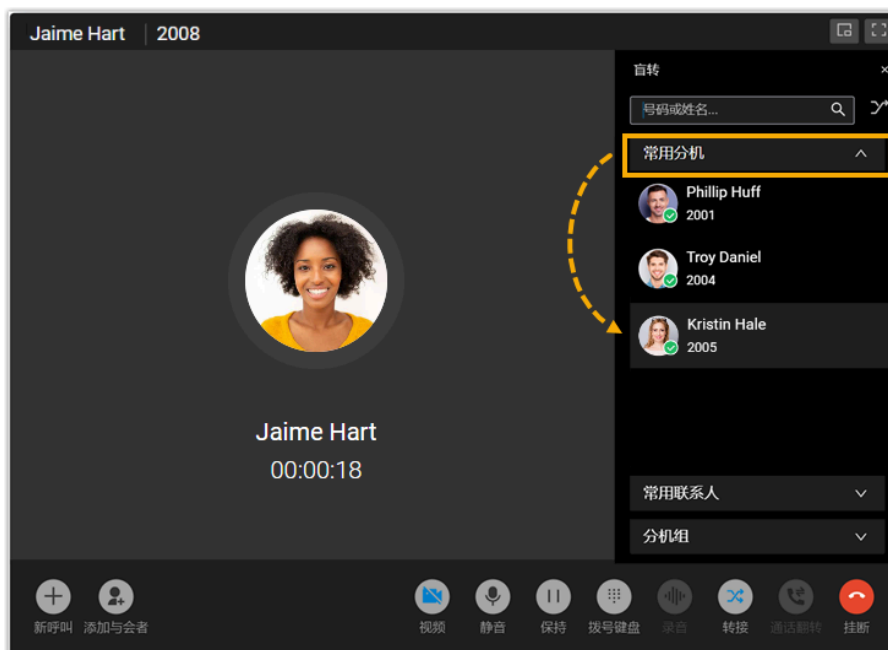 Jaime Hart 2008
盲转
号码或姓名...
常用分机
Phillip Huff
2001
Troy Daniel
2004
Kristin Hale
2005
Jaime Hart
00:00:18
常用联系人
分机组
新呼叫 添加与会者 视频 静音 保持 拨号键盘 录音 转接 通话翻转 挂断